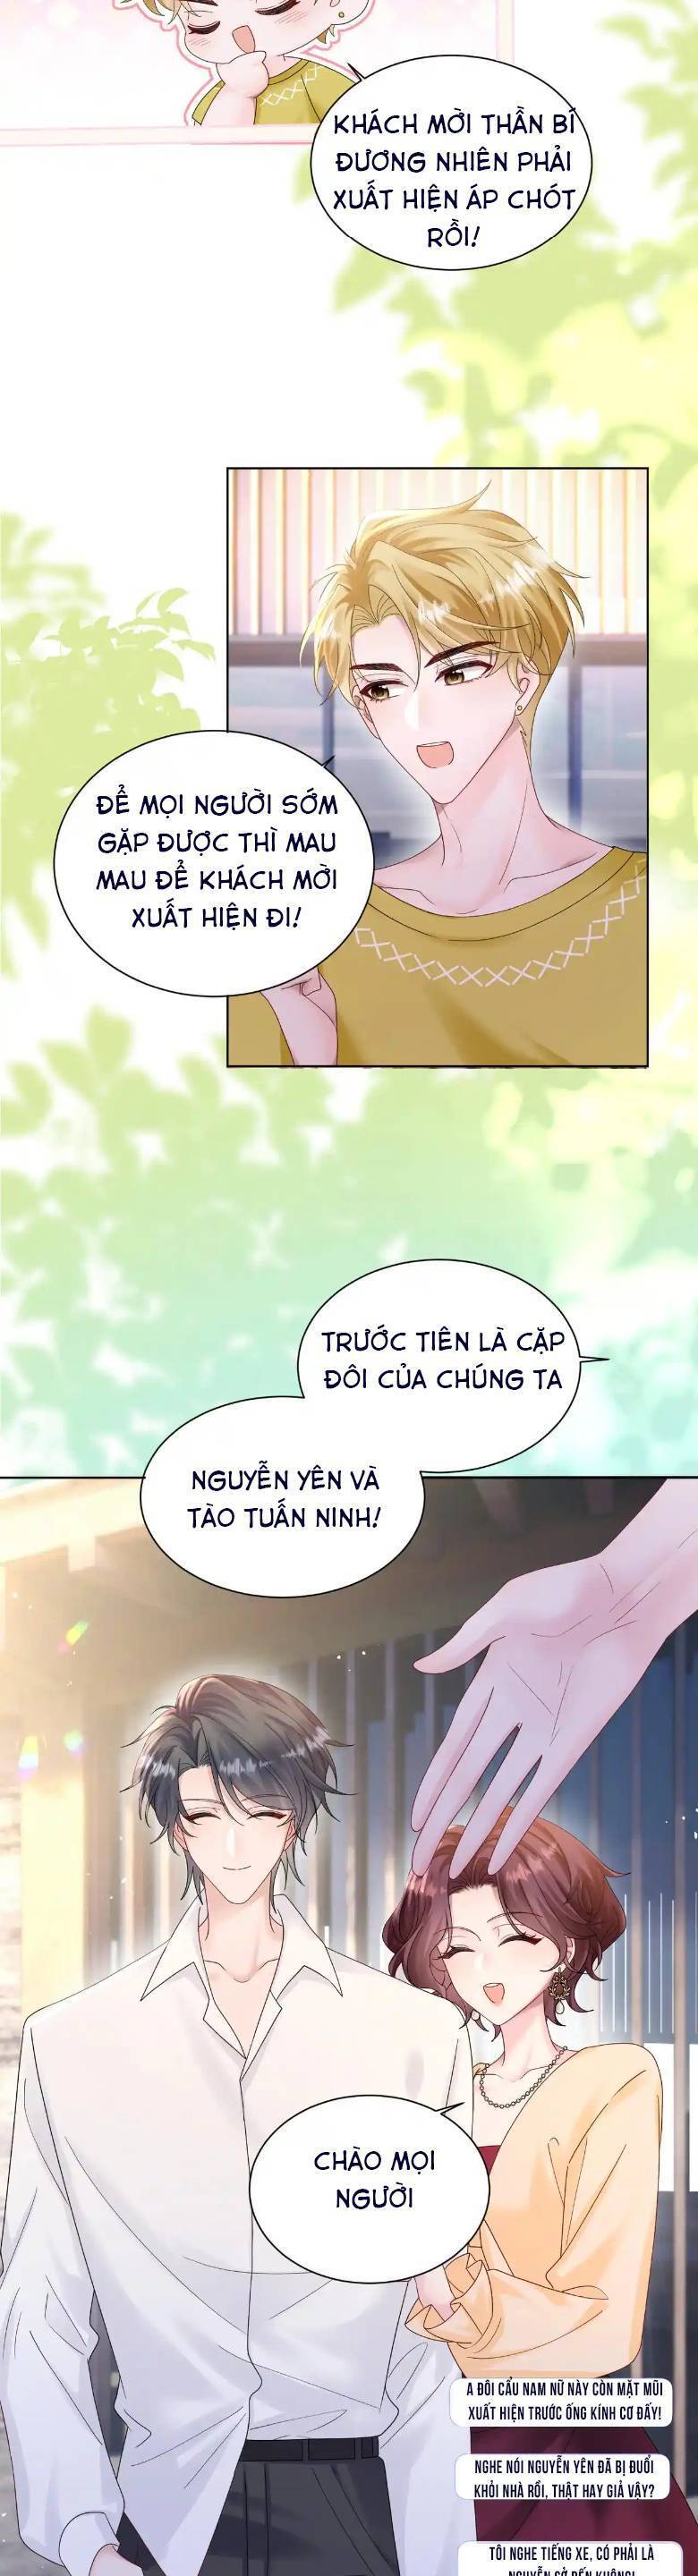 KHÁCH MỜI THẦN BÍ
ĐƯƠNG NHIÊN PHẢI
XUẤT HIỆN ÁP CHÓT
RỒI!
ĐỂ MỌI NGƯỜI SỚM
GẶP ĐƯỢC THÌ MAU
MAU ĐỂ KHÁCH MỜI
XUẤT HIỆN ĐI!
TRƯỚC TIÊN LÀ CẶP
ĐÔI CỦA CHÚNG TA
NGUYỄN YÊN VÀ
TÀO TUẤN NINH!
CHÀO MỌI
NGƯỜI
A ĐÔI CẨU NAM NỮ NÀY CÒN MẶT MŨI
XUẤT HIỆN TRƯỚC ỐNG KÍNH CƠ ĐẤY!
NGHE NÓI NGUYỄN YÊN ĐÃ BỊ ĐUỔI
KHỎI NHÀ RỒI, THẬT HAY GIẢ VẬY?
TÔI NGHE TIẾNG XE, CÓ PHẢI LÀ
NGUYỄN SỞ ĐẾN KHÔNG!